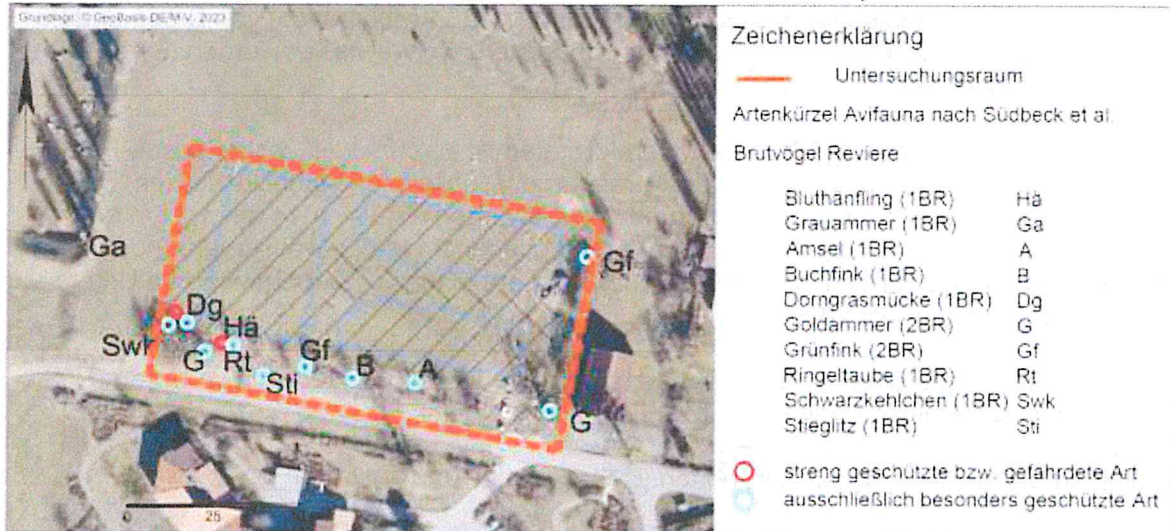 Grundlage: © GeoBasis-DE/M-V, 2023
Ga
Gf
Dg
Swk
Hä
G
Rt
Gf
B
A
Sti
G
0 25
Zeichenerklärung
Untersuchungsraum
Artenkürzel Avifauna nach Südbeck et al.
Brutvögel Reviere
Bluthänfling (1BR) Hä
Grauammer (1BR) Ga
Amsel (1BR) A
Buchfink (1BR) B
Dorngrasmücke (1BR) Dg
Goldammer (2BR) G
Grünfink (2BR) Gf
Ringeltaube (1BR) Rt
Schwarzkehlchen (1BR) Swk
Stieglitz (1BR) Sti
streng geschützte bzw. gefährdete Art
ausschließlich besonders geschützte Art